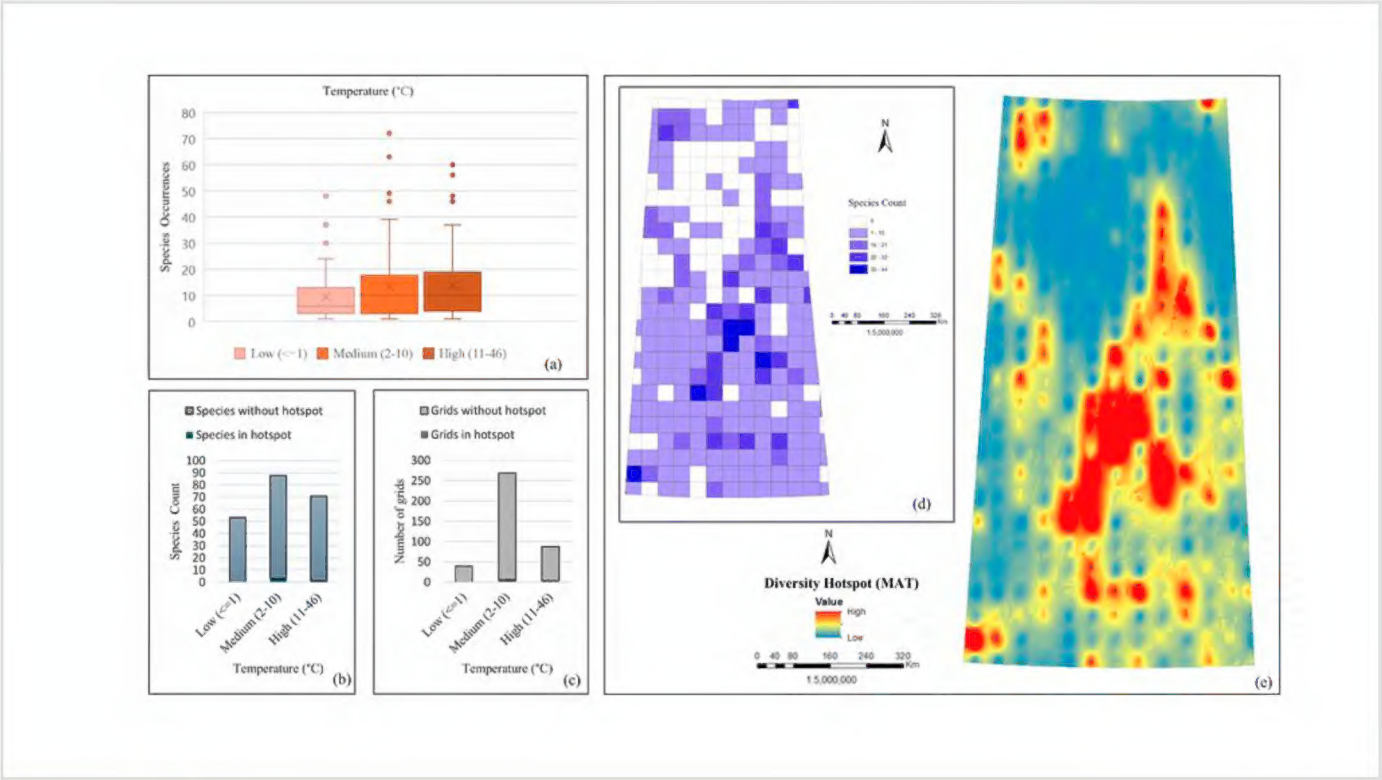 Temperature (°C)
80
70
60
50
40
30
20
10
0
Species Occurrences
Low (<=1) Medium (2-10) High (11-46)
(a)
Species without hotspot
Species in hotspot
100
90
80
70
60
50
40
30
20
10
0
Species Count
Low (<=1)
Medium (2-10)
High (11-46)
Temperature (°C)
(b)
Grids without hotspot
Grids in hotspot
300
250
200
150
100
50
0
Number of grids
Low (<=1)
Medium (2-10)
High (11-46)
Temperature (°C)
(c)
N
Species Count
0 40 80 160 240 320
Km
1:5,000,000
(d)
N
Diversity Hotspot (MAT)
Value
High
Low
0 40 80 160 240 320
Km
1:5,000,000
(e)